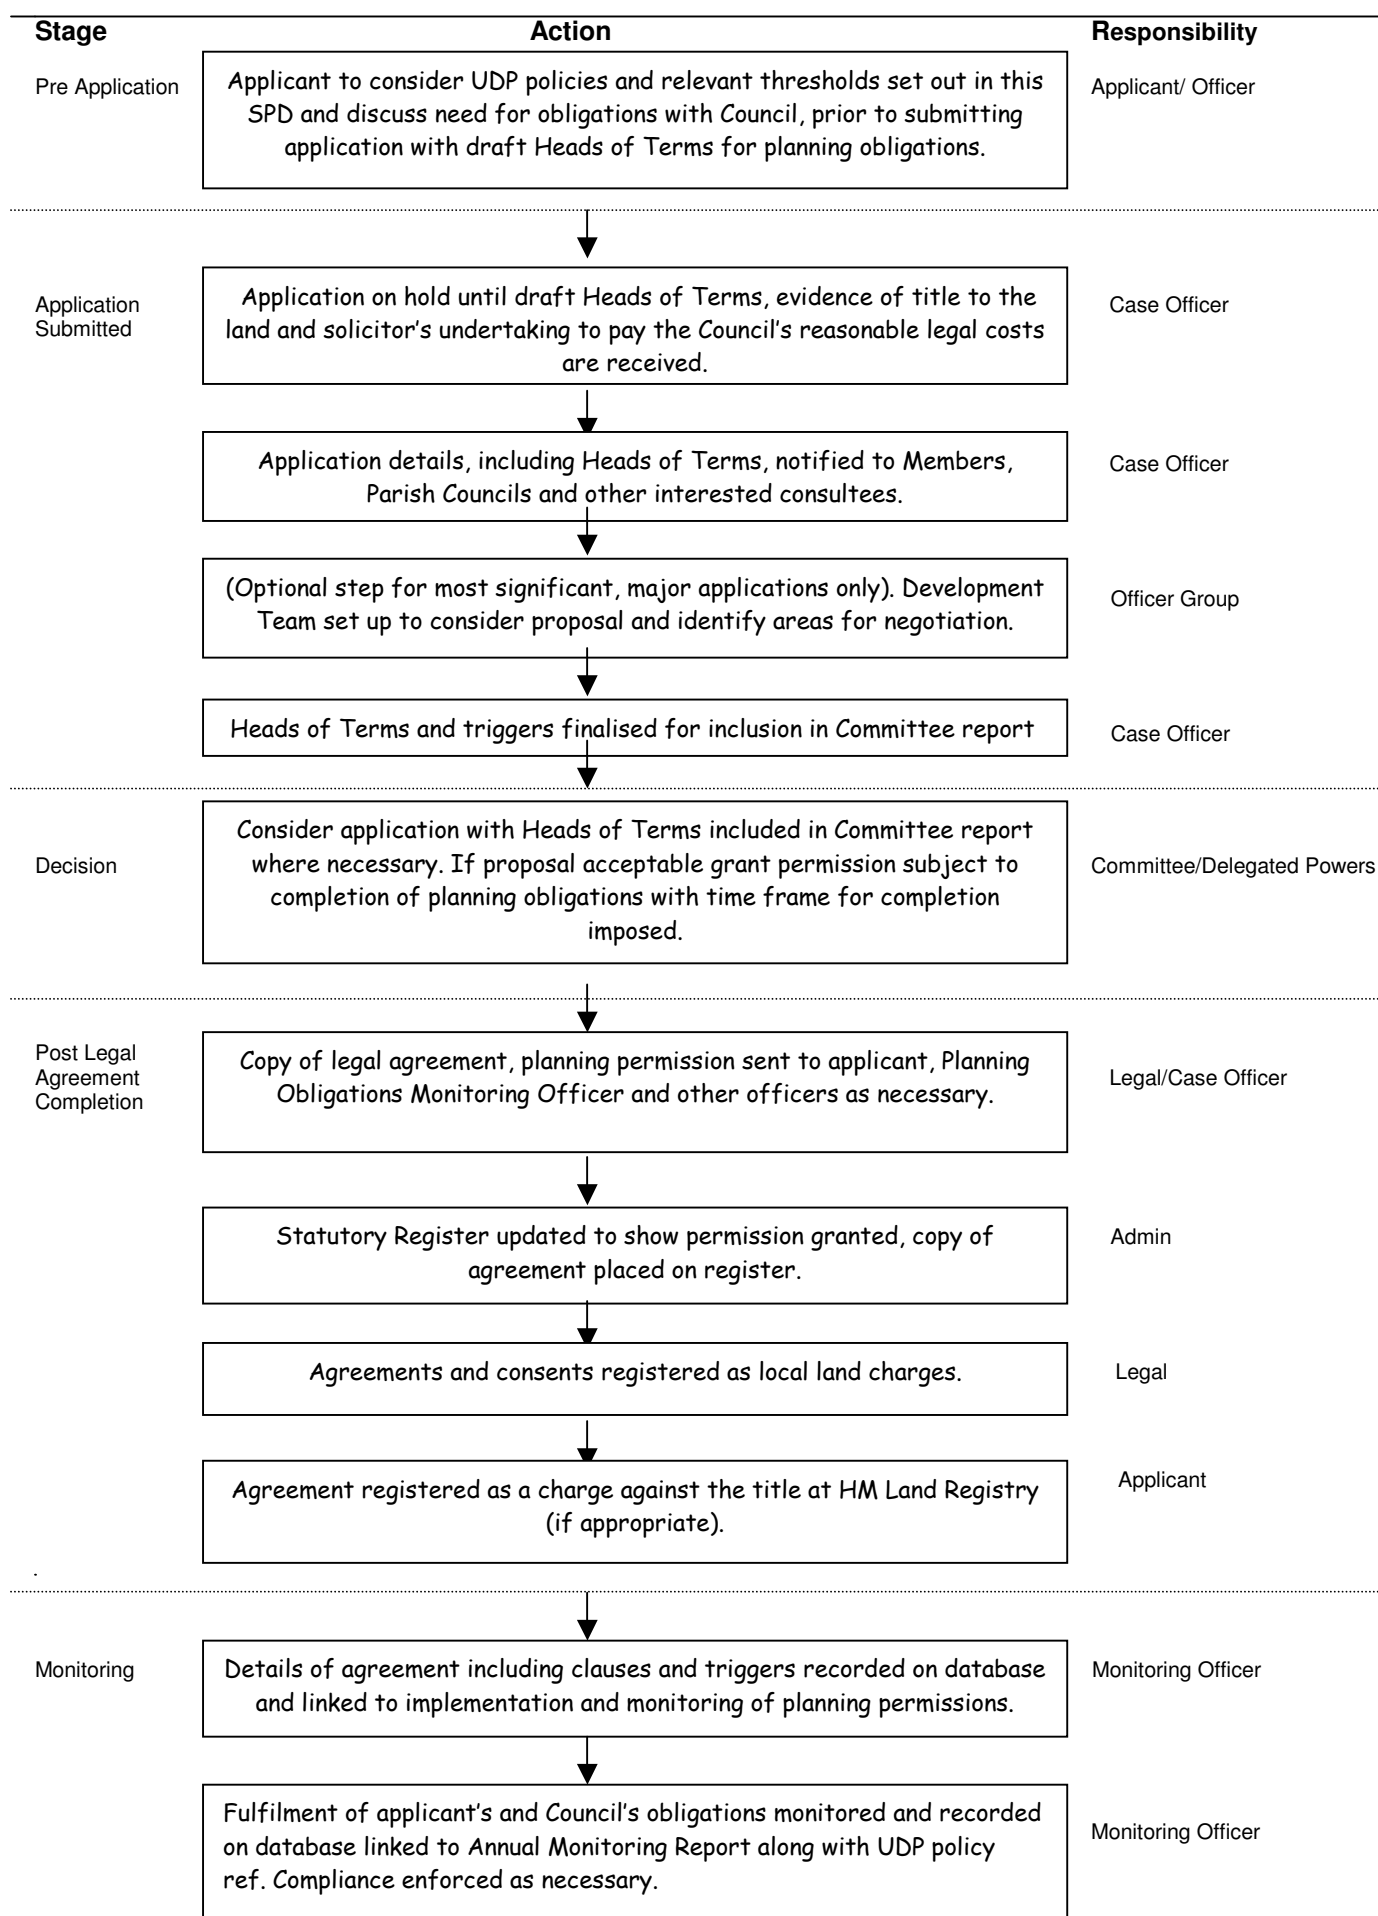 Stage Action Responsibility
Pre Application
Applicant to consider UDP policies and relevant thresholds set out in this
SPD and discuss need for obligations with Council, prior to submitting
application with draft Heads of Terms for planning obligations.
Applicant/ Officer
Application
Submitted
Application on hold until draft Heads of Terms, evidence of title to the
land and solicitor's undertaking to pay the Council's reasonable legal costs
are received.
Case Officer
Application details, including Heads of Terms, notified to Members,
Parish Councils and other interested consultees.
Case Officer
(Optional step for most significant, major applications only). Development
Team set up to consider proposal and identify areas for negotiation.
Officer Group
Heads of Terms and triggers finalised for inclusion in Committee report
Case Officer
Decision
Consider application with Heads of Terms included in Committee report
where necessary. If proposal acceptable grant permission subject to
completion of planning obligations with time frame for completion
imposed.
Committee/Delegated Powers
Post Legal
Agreement
Completion
Copy of legal agreement, planning permission sent to applicant, Planning
Obligations Monitoring Officer and other officers as necessary.
Legal/Case Officer
Statutory Register updated to show permission granted, copy of
agreement placed on register.
Admin
Agreements and consents registered as local land charges.
Legal
Agreement registered as a charge against the title at HM Land Registry
(if appropriate).
Applicant
.
Monitoring
Details of agreement including clauses and triggers recorded on database
and linked to implementation and monitoring of planning permissions.
Monitoring Officer
Fulfilment of applicant's and Council's obligations monitored and recorded
on database linked to Annual Monitoring Report along with UDP policy
ref. Compliance enforced as necessary.
Monitoring Officer